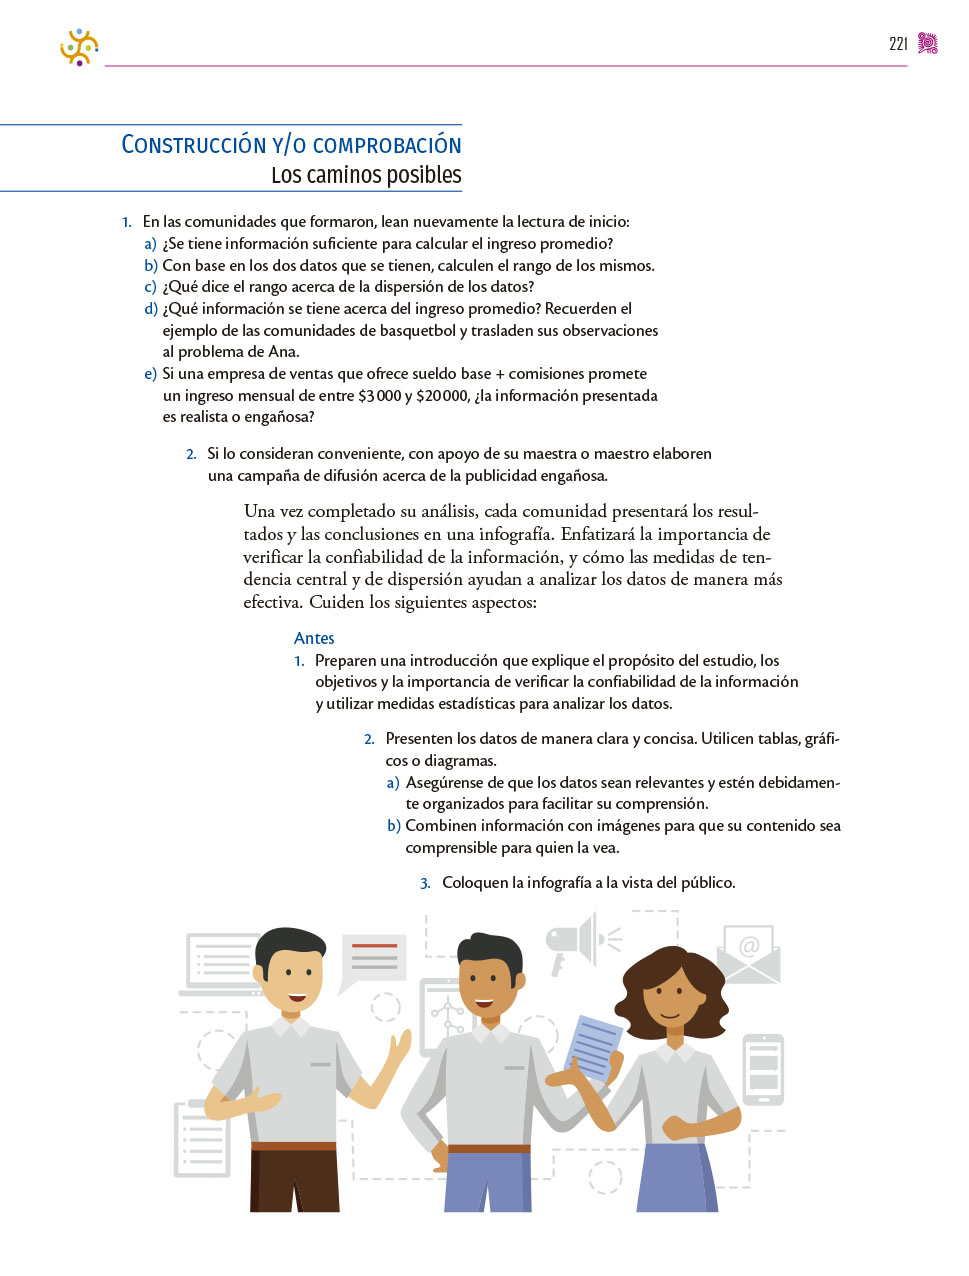 221
Construcción y/o comprobación
Los caminos posibles
1. En las comunidades que formaron, lean nuevamente la lectura de inicio:
a) ¿Se tiene información suficiente para calcular el ingreso promedio?
b) Con base en los dos datos que se tienen, calculen el rango de los mismos.
c) ¿Qué dice el rango acerca de la dispersión de los datos?
d) ¿Qué información se tiene acerca del ingreso promedio? Recuerden el
ejemplo de las comunidades de basquetbol y trasladen sus observaciones
al problema de Ana.
e) Si una empresa de ventas que ofrece sueldo base + comisiones promete
un ingreso mensual de entre $3 000 y $20 000, ¿la información presentada
es realista o engañosa?
2. Si lo consideran conveniente, con apoyo de su maestra o maestro elaboren
una campaña de difusión acerca de la publicidad engañosa.
Una vez completado su análisis, cada comunidad presentará los resul-
tados y las conclusiones en una infografía. Enfatizará la importancia de
verificar la confiabilidad de la información, y cómo las medidas de ten-
dencia central y de dispersión ayudan a analizar los datos de manera más
efectiva. Cuiden los siguientes aspectos:
Antes
1. Preparen una introducción que explique el propósito del estudio, los
objetivos y la importancia de verificar la confiabilidad de la información
y utilizar medidas estadísticas para analizar los datos.
2. Presenten los datos de manera clara y concisa. Utilicen tablas, gráfi-
cos o diagramas.
a) Asegúrense de que los datos sean relevantes y estén debidamen-
te organizados para facilitar su comprensión.
b) Combinen información con imágenes para que su contenido sea
comprensible para quien la vea.
3. Coloquen la infografía a la vista del público.
@